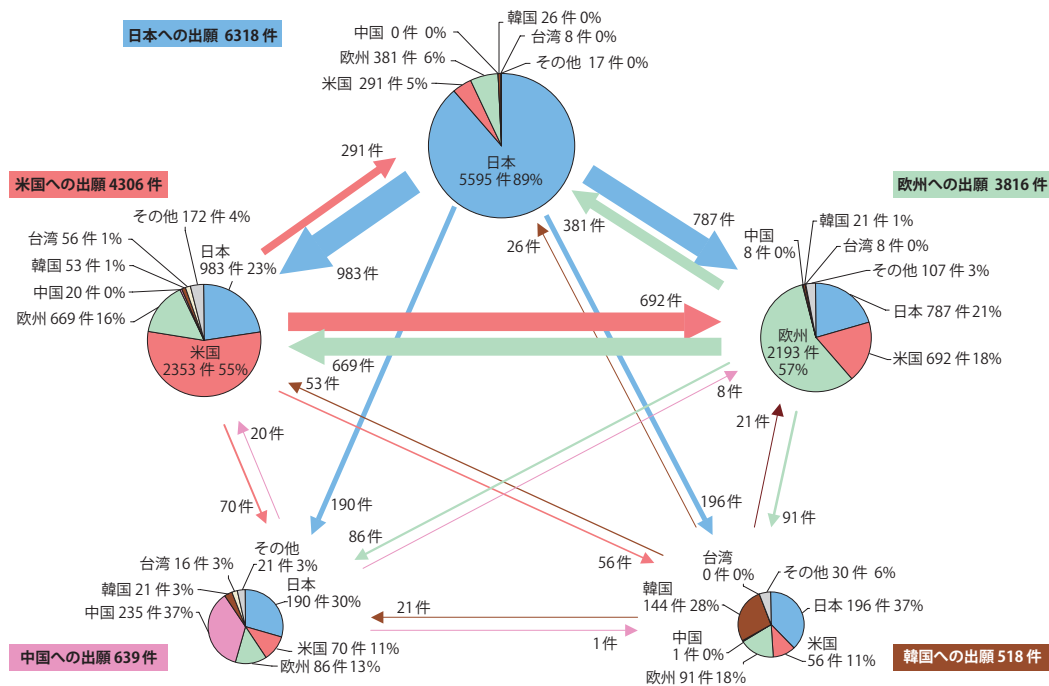 日本への出願 6318 件
中国 0 件 0%
韓国 26 件 0%
台湾 8 件 0%
欧州 381 件 6%
その他 17 件 0%
米国 291 件 5%
日本
5595 件 89%
291 件
983 件
787 件
381 件
26 件
米国への出願 4306 件
その他 172 件 4%
台湾 56 件 1%
日本
983 件 23%
韓国 53 件 1%
中国 20 件 0%
欧州 669 件 16%
米国
2353 件 55%
欧州への出願 3816 件
韓国 21 件 1%
中国
8 件 0%
台湾 8 件 0%
その他 107 件 3%
日本 787 件 21%
欧州
2193 件
57%
米国 692 件 18%
692 件
669 件
53 件
8 件
20 件
21 件
70 件
190 件
196 件
91 件
86 件
56 件
その他
21 件 3%
台湾 16 件 3%
日本
190 件 30%
韓国 21 件 3%
中国 235 件 37%
米国 70 件 11%
欧州 86 件 13%
中国への出願 639 件
21 件
1 件
台湾
0 件 0%
その他 30 件 6%
韓国
144 件 28%
日本 196 件 37%
中国
1 件 0%
米国
56 件 11%
欧州 91 件 18%
韓国への出願 518 件